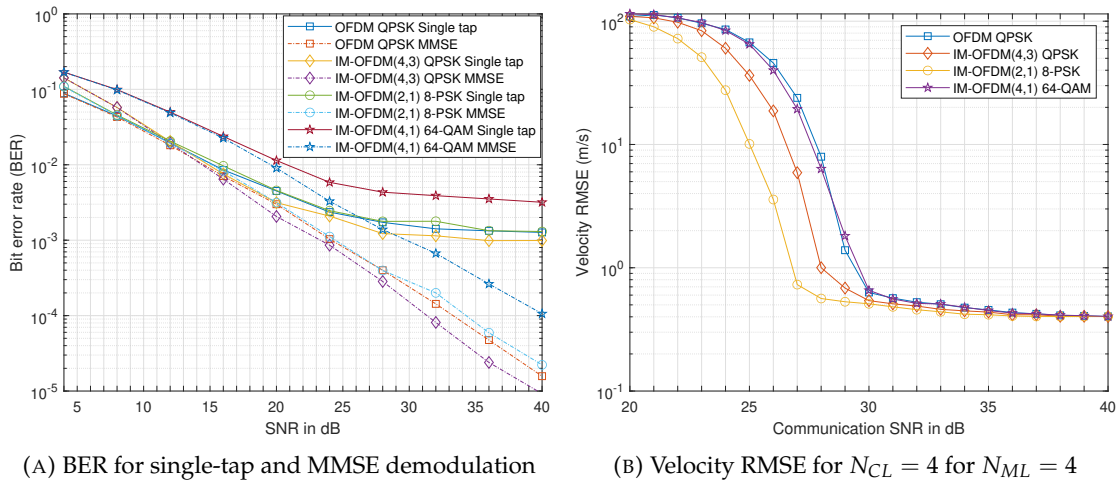 10^0
10^-1
10^-2
10^-3
10^-4
10^-5
Bit error rate (BER)
5 10 15 20 25 30 35 40
SNR in dB
OFDM QPSK Single tap
OFDM QPSK MMSE
IM-OFDM(4,3) QPSK Single tap
IM-OFDM(4,3) QPSK MMSE
IM-OFDM(2,1) 8-PSK Single tap
IM-OFDM(2,1) 8-PSK MMSE
IM-OFDM(4,1) 64-QAM Single tap
IM-OFDM(4,1) 64-QAM MMSE
(A) BER for single-tap and MMSE demodulation
10^2
10^1
10^0
10^-1
Velocity RMSE (m/s)
20 25 30 35 40
Communication SNR in dB
OFDM QPSK
IM-OFDM(4,3) QPSK
IM-OFDM(2,1) 8-PSK
IM-OFDM(4,1) 64-QAM
(B) Velocity RMSE for N_CL = 4 for N_ML = 4